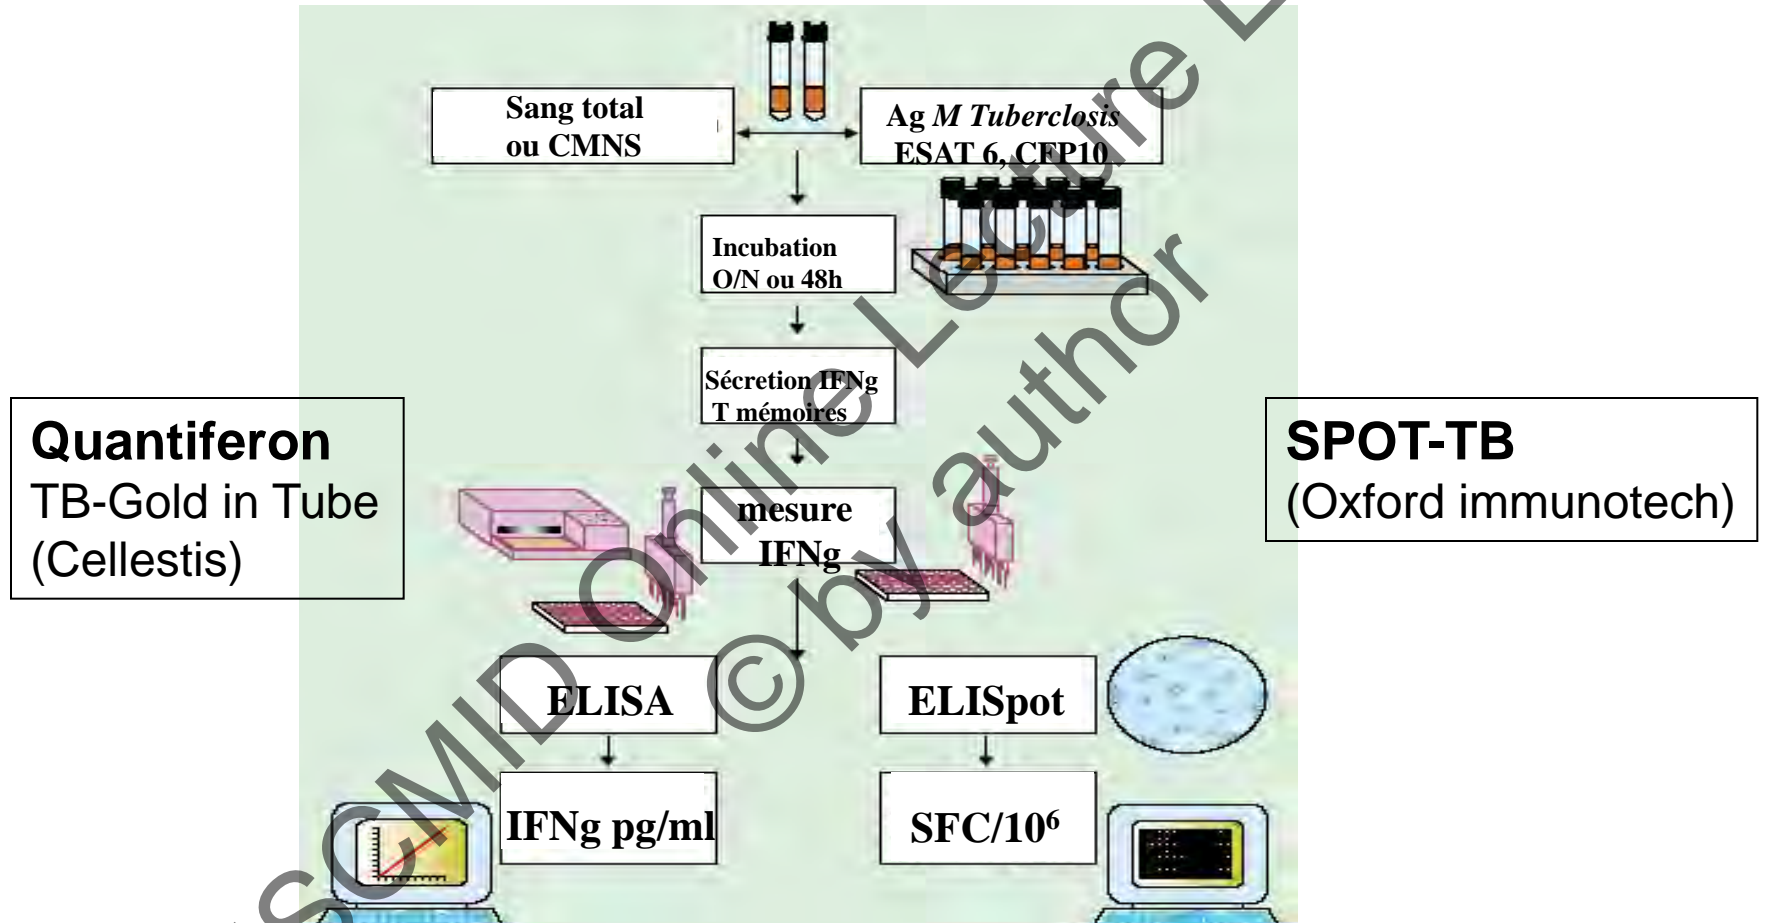 Sang total
ou CMNS
Ag M Tuberclosis
ESAT 6, CFP10
Incubation
O/N ou 48h
Sécretion IFNg
T mémoires
Quantiferon
TB-Gold in Tube
(Cellestis)
SPOT-TB
(Oxford immunotech)
mesure
IFNg
ELISA
ELISpot
IFNg pg/ml
SFC/10⁶
SCMID Online Lecture L
© by author